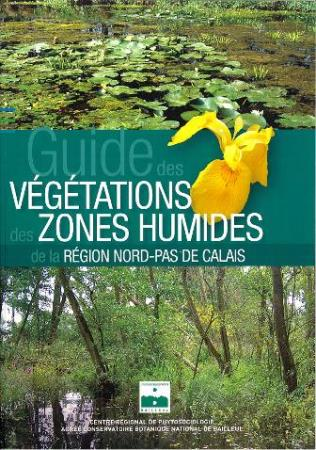 Guide des
VÉGÉTATIONS
des ZONES HUMIDES
de la RÉGION NORD-PAS DE CALAIS
BAILLEUL
CENTRE RÉGIONAL DE PHYTOSOCIOLOGIE
AGRÉÉ CONSERVATOIRE BOTANIQUE NATIONAL DE BAILLEUL